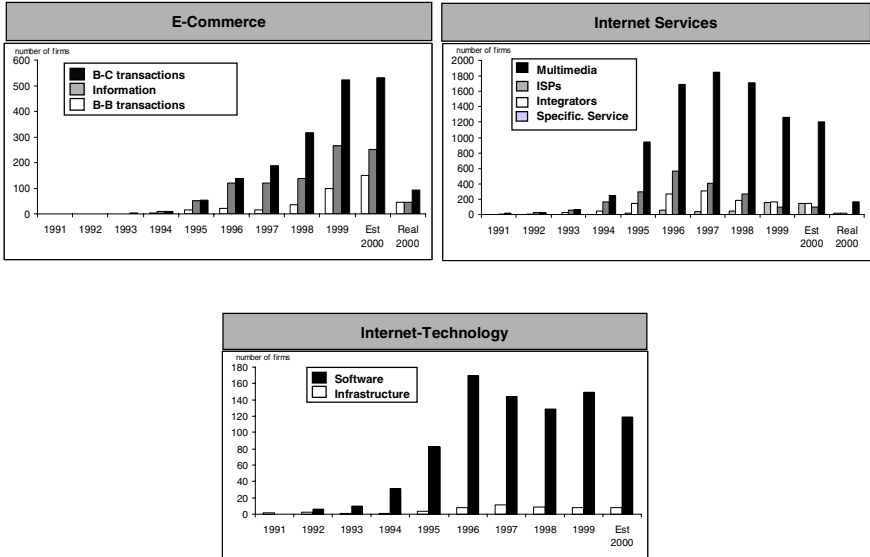 E-Commerce
number of firms
600
500
400
300
200
100
0
B-C transactions
Information
B-B transactions
1991 1992 1993 1994 1995 1996 1997 1998 1999 Est Real
2000 2000
Internet Services
number of firms
2000
1800
1600
1400
1200
1000
800
600
400
200
0
Multimedia
ISPs
Integrators
Specific. Service
1991 1992 1993 1994 1995 1996 1997 1998 1999 Est Real
2000 2000
Internet-Technology
number of firms
180
160
140
120
100
80
60
40
20
0
Software
Infrastructure
1991 1992 1993 1994 1995 1996 1997 1998 1999 Est
2000